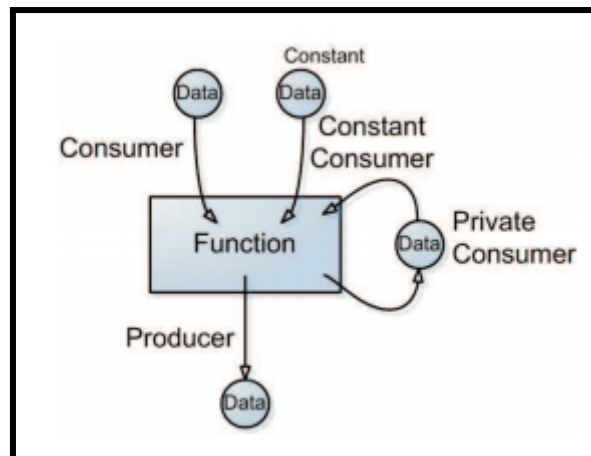 Constant
Data
Data
Consumer
Constant
Consumer
Function
Data
Private
Consumer
Producer
Data